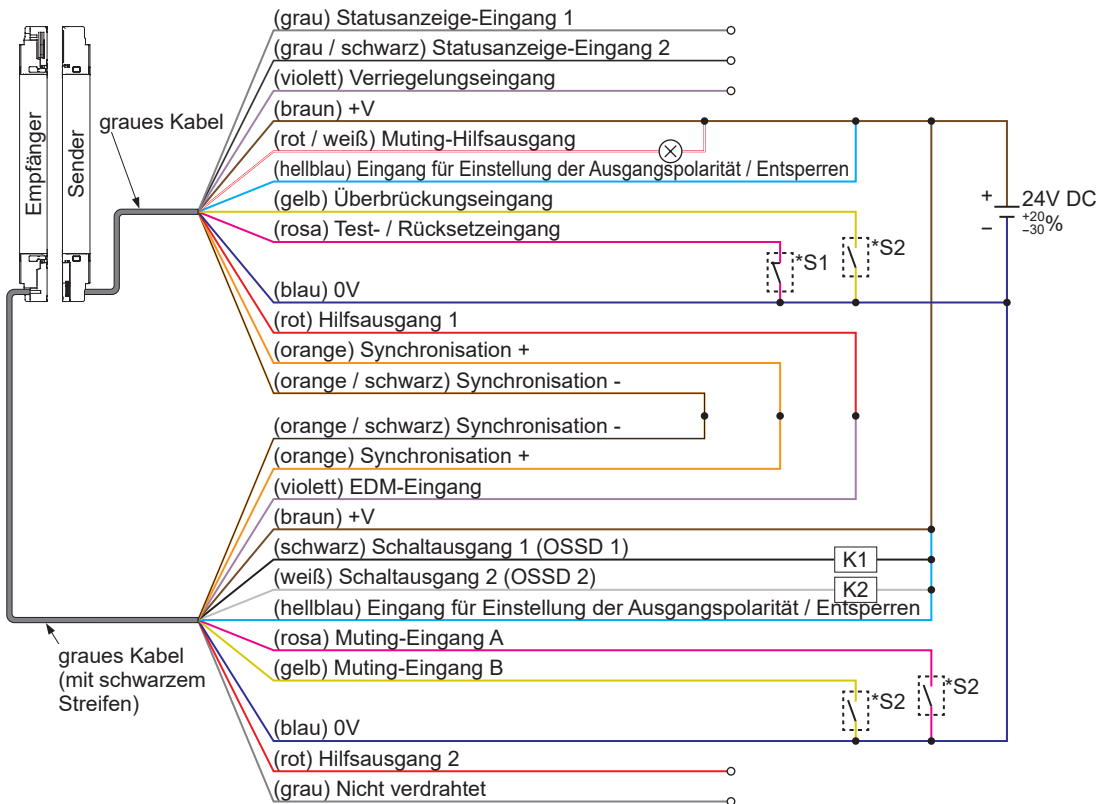 (grau) Statusanzeige-Eingang 1
(grau / schwarz) Statusanzeige-Eingang 2
(violett) Verriegelungseingang
(braun) +V
(rot / weiß) Muting-Hilfsausgang
(hellblau) Eingang für Einstellung der Ausgangspolarität / Entsperren
(gelb) Überbrückungseingang
(rosa) Test- / Rücksetzeingang
(blau) 0V
(rot) Hilfsausgang 1
(orange) Synchronisation +
(orange / schwarz) Synchronisation -
Empfänger
Sender
graues Kabel
*S1
*S2
+
24V DC
+20
–30%
–
(orange / schwarz) Synchronisation -
(orange) Synchronisation +
(violett) EDM-Eingang
(braun) +V
(schwarz) Schaltausgang 1 (OSSD 1)
K1
(weiß) Schaltausgang 2 (OSSD 2)
K2
(hellblau) Eingang für Einstellung der Ausgangspolarität / Entsperren
(rosa) Muting-Eingang A
(gelb) Muting-Eingang B
*S2
*S2
(blau) 0V
(rot) Hilfsausgang 2
(grau) Nicht verdrahtet
graues Kabel
(mit schwarzem
Streifen)